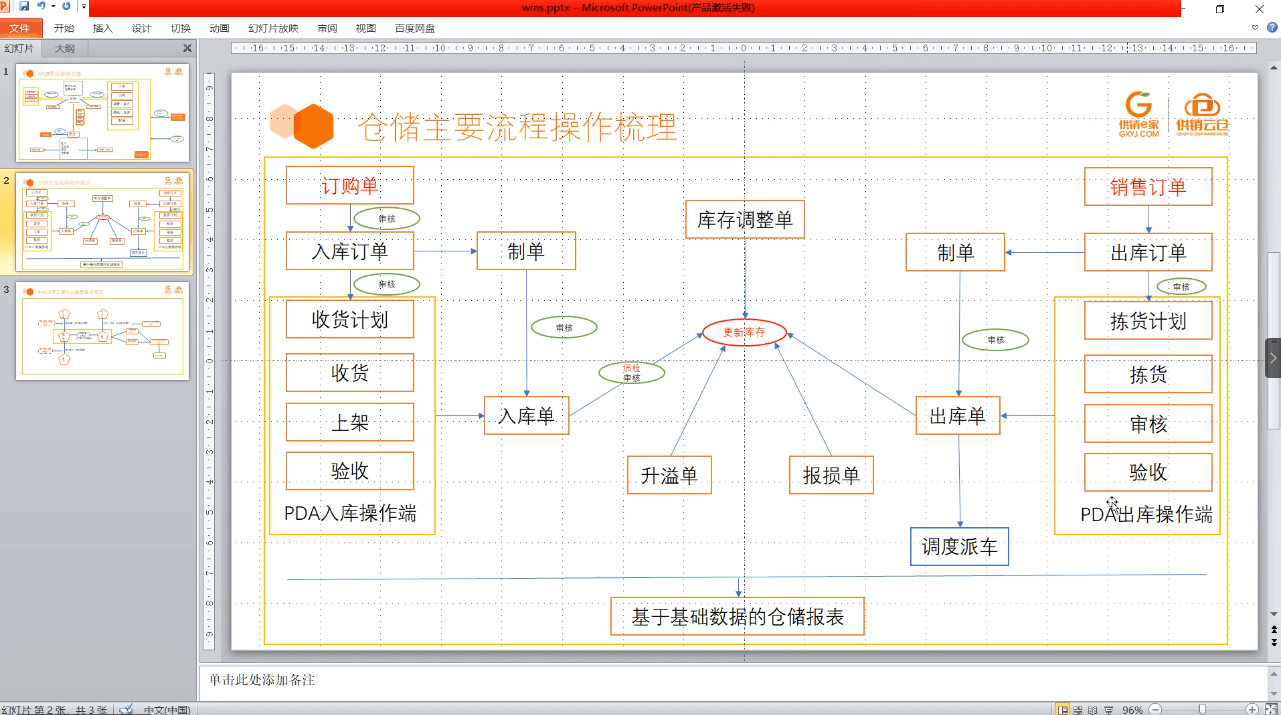 wms.pptx - Microsoft PowerPoint(产品激活失败)
文件 开始 插入 设计 切换 动画 幻灯片放映 审阅 视图 百度网盘
幻灯片 大纲
1
2
3
仓储主要流程操作梳理
供销e家
GXYJ.COM
供销云仓
订购单
审核
入库订单
制单
审核
收货计划
收货
上架
验收
PDA入库操作端
审核
入库单
质检
审核
库存调整单
更新库存
升溢单
报损单
销售订单
制单
出库订单
审核
审核
拣货计划
拣货
审核
验收
PDA出库操作端
出库单
调度派车
基于基础数据的仓储报表
单击此处添加备注
幻灯片 第 2 张，共 3 张 中文(中国) 96%